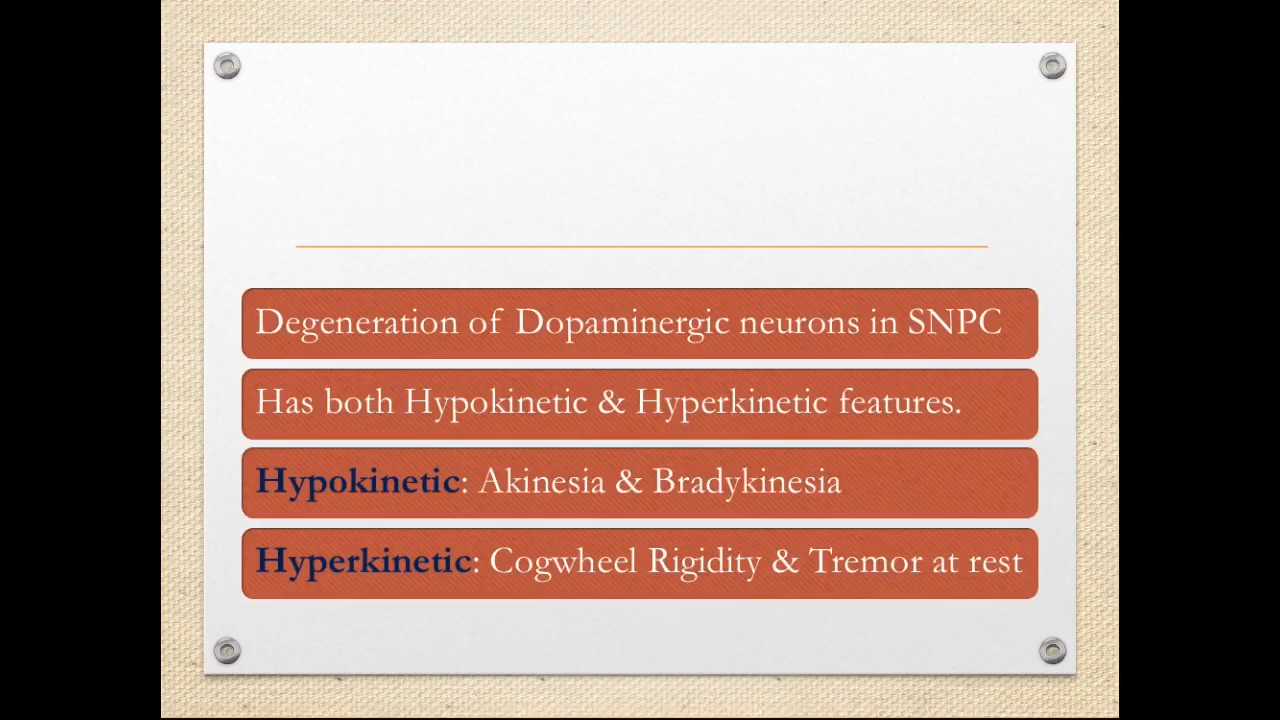 Degeneration of Dopaminergic neurons in SNPC
Has both Hypokinetic & Hyperkinetic features.
Hypokinetic: Akinesia & Bradykinesia
Hyperkinetic: Cogwheel Rigidity & Tremor at rest